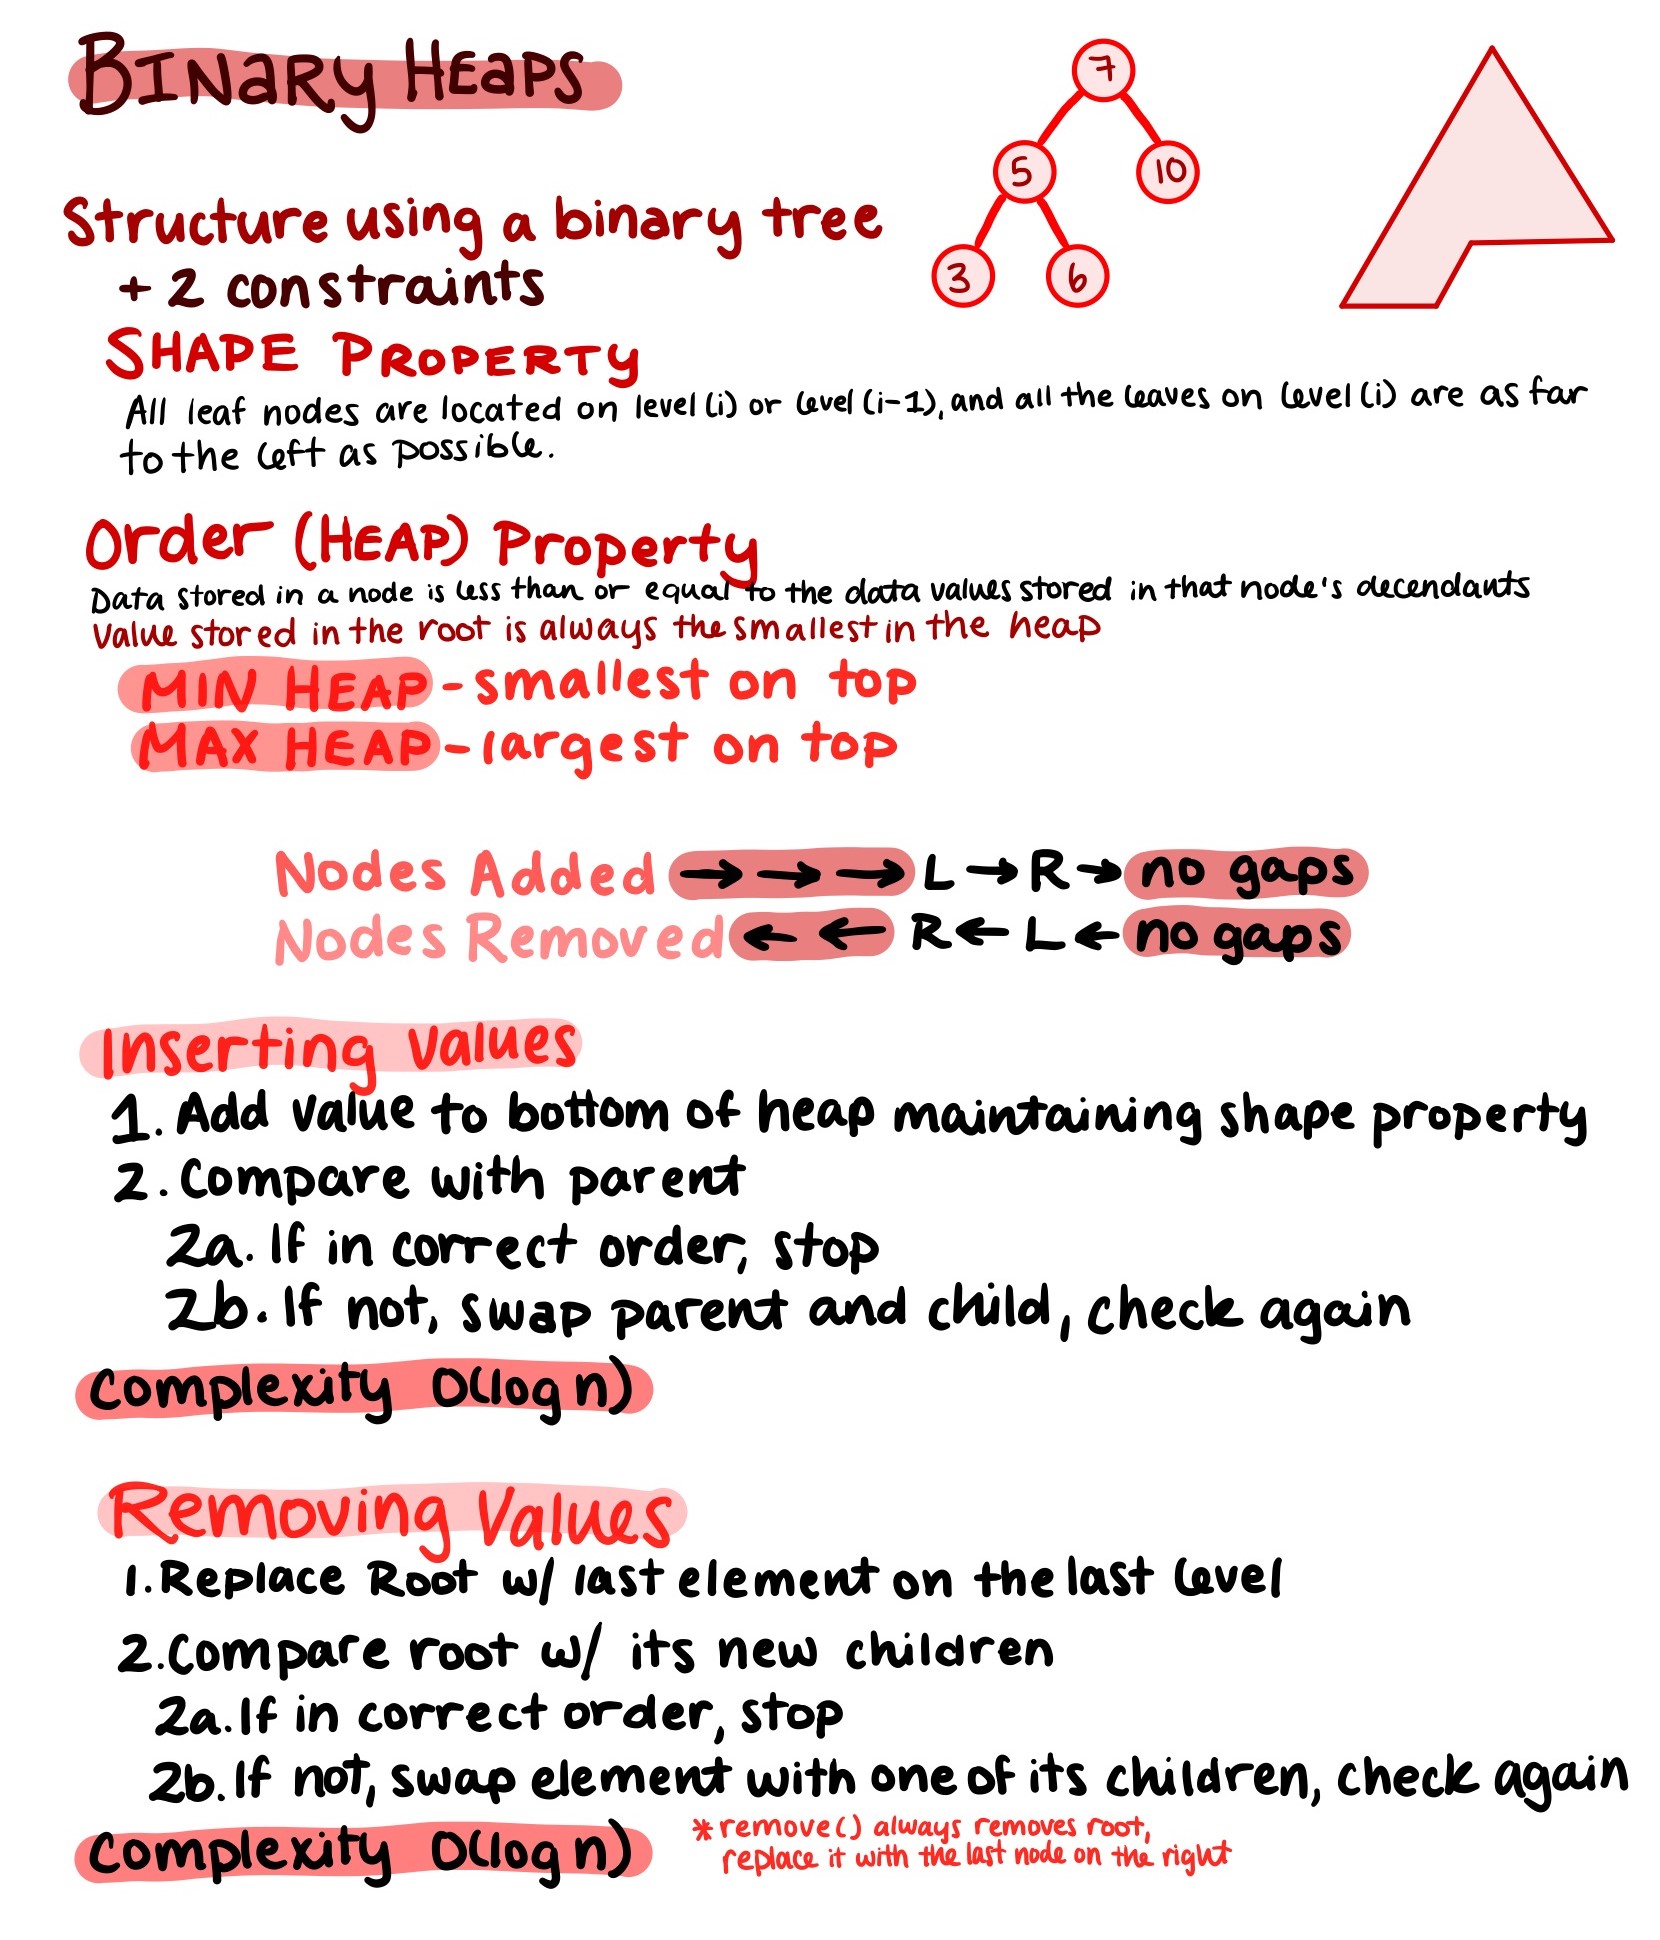 BINARY HEAPS
7
5
10
3
6
Structure using a binary tree
+ 2 constraints
SHAPE PROPERTY
All leaf nodes are located on level (i) or level (i-1), and all the leaves on level (i) are as far
to the left as possible.
Order (HEAP) Property
Data stored in a node is less than or equal to the data values stored in that node's decendants
Value stored in the root is always the smallest in the heap
MIN HEAP - smallest on top
MAX HEAP - largest on top
Nodes Added → → → L → R → no gaps
Nodes Removed ← ← R ← L ← no gaps
Inserting Values
1. Add value to bottom of heap maintaining shape property
2. Compare with parent
2a. If in correct order, stop
2b. If not, swap parent and child, check again
Complexity O(log n)
Removing Values
1. Replace Root w/ last element on the last level
2. Compare root w/ its new children
2a. If in correct order, stop
2b. If not, swap element with one of its children, check again
Complexity O(log n)
* remove() always removes root,
replace it with the last node on the right